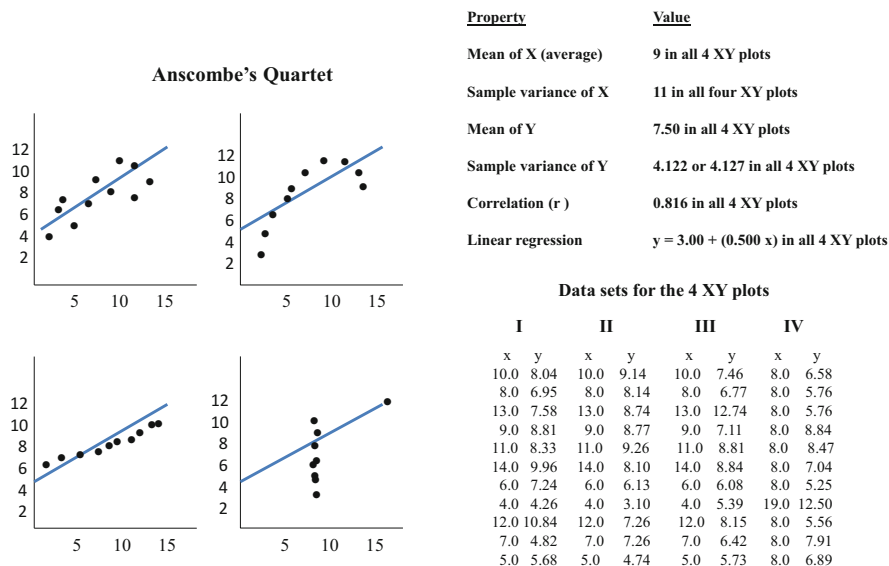 Anscombe's Quartet
12
10
8
6
4
2
5 10 15
12
10
8
6
4
2
5 10 15
12
10
8
6
4
2
5 10 15
12
10
8
6
4
2
5 10 15
Property Value
Mean of X (average) 9 in all 4 XY plots
Sample variance of X 11 in all four XY plots
Mean of Y 7.50 in all 4 XY plots
Sample variance of Y 4.122 or 4.127 in all 4 XY plots
Correlation (r ) 0.816 in all 4 XY plots
Linear regression y = 3.00 + (0.500 x) in all 4 XY plots
Data sets for the 4 XY plots
I II III IV
x y x y x y x y
10.0 8.04 10.0 9.14 10.0 7.46 8.0 6.58
8.0 6.95 8.0 8.14 8.0 6.77 8.0 5.76
13.0 7.58 13.0 8.74 13.0 12.74 8.0 5.76
9.0 8.81 9.0 8.77 9.0 7.11 8.0 8.84
11.0 8.33 11.0 9.26 11.0 8.81 8.0 8.47
14.0 9.96 14.0 8.10 14.0 8.84 8.0 7.04
6.0 7.24 6.0 6.13 6.0 6.08 8.0 5.25
4.0 4.26 4.0 3.10 4.0 5.39 19.0 12.50
12.0 10.84 12.0 7.26 12.0 8.15 8.0 5.56
7.0 4.82 7.0 7.26 7.0 6.42 8.0 7.91
5.0 5.68 5.0 4.74 5.0 5.73 8.0 6.89